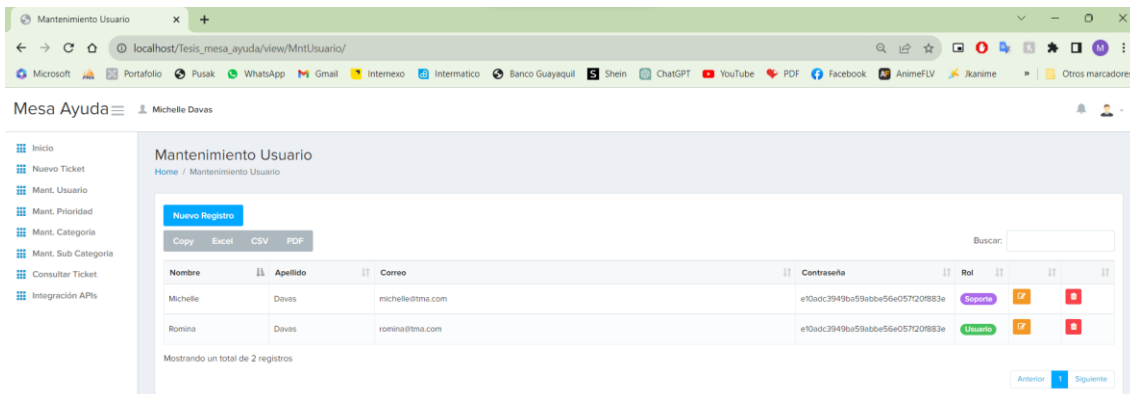 Mantenimiento Usuario
localhost/Tesis_mesa_ayuda/view/MntUsuario/
M
Microsoft Portafolio Pusak WhatsApp Gmail Internexo Intermatico Banco Guayaquil Shein ChatGPT YouTube PDF Facebook AnimeFLV Jkanime » Otros marcadores
Mesa Ayuda Michelle Davas
Inicio
Nuevo Ticket
Mant. Usuario
Mant. Prioridad
Mant. Categoria
Mant. Sub Categoria
Consultar Ticket
Integración APIs
Mantenimiento Usuario
Home / Mantenimiento Usuario
Nuevo Registro
Copy Excel CSV PDF
Buscar:
Nombre Apellido Correo Contraseña Rol
Michelle Davas michelle@tma.com e10adc3949ba59abbe56e057f20f883e Soporte
Romina Davas romina@tma.com e10adc3949ba59abbe56e057f20f883e Usuario
Mostrando un total de 2 registros
Anterior 1 Siguiente